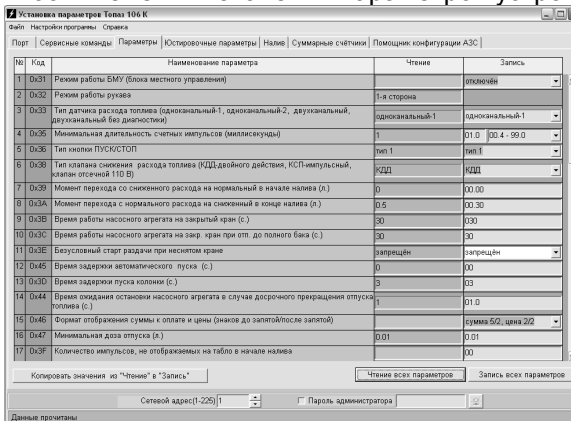 Установка параметров Топаз 106 К
Файл Настройки программы Справка
Порт Сервисные команды Параметры Юстировочные параметры Налив Суммарные счётчики Помощник конфигурации АЗС
№ Код Наименование параметра Чтение Запись
1 0x31 Режим работы БМУ (блока местного управления) отключён
2 0x32 Режим работы рукава 1-я сторона
3 0x33 Тип датчика расхода топлива (одноканальный-1, одноканальный-2, двухканальный, двухканальный без диагностики) одноканальный-1 одноканальный-1
4 0x35 Минимальная длительность счетных импульсов (миллисекунды) 1 01.0 00.4 - 99.0
5 0x36 Тип кнопки ПУСК/СТОП тип 1 тип 1
6 0x38 Тип клапана снижения расхода топлива (КДД-двойного действия, КСП-импульсный, клапан отсечной 110 В) КДД КДД
7 0x39 Момент перехода со сниженного расхода на нормальный в начале налива (л.) 0 00.00
8 0x3A Момент перехода с нормального расхода на сниженный в конце налива (л.) 0.5 00.30
9 0x3B Время работы насосного агрегата на закрытый кран (с.) 30 030
10 0x3C Время работы насосного агрегата на закр. кран при отп. до полного бака (с.) 30 30
11 0x3E Безусловный старт раздачи при неснятом кране запрещён запрещён
12 0x45 Время задержки автоматического пуска (с.) 0 00
13 0x3D Время задержки пуска колонки (с.) 3 03
14 0x44 Время ожидания остановки насосного агрегата в случае досрочного прекращения отпуска топлива (с.) 1 01.0
15 0x46 Формат отображения суммы к оплате и цены (знаков до запятой/после запятой) сумма 5/2, цена 2/2
16 0x47 Минимальная доза отпуска (л.) 0.01 0.01
17 0x3F Количество импульсов, не отображаемых на табло в начале налива 00
Копировать значения из "Чтение" в "Запись" Чтение всех параметров Запись всех параметров
Сетевой адрес(1-225) 1 Пароль администратора
Данные прочитаны